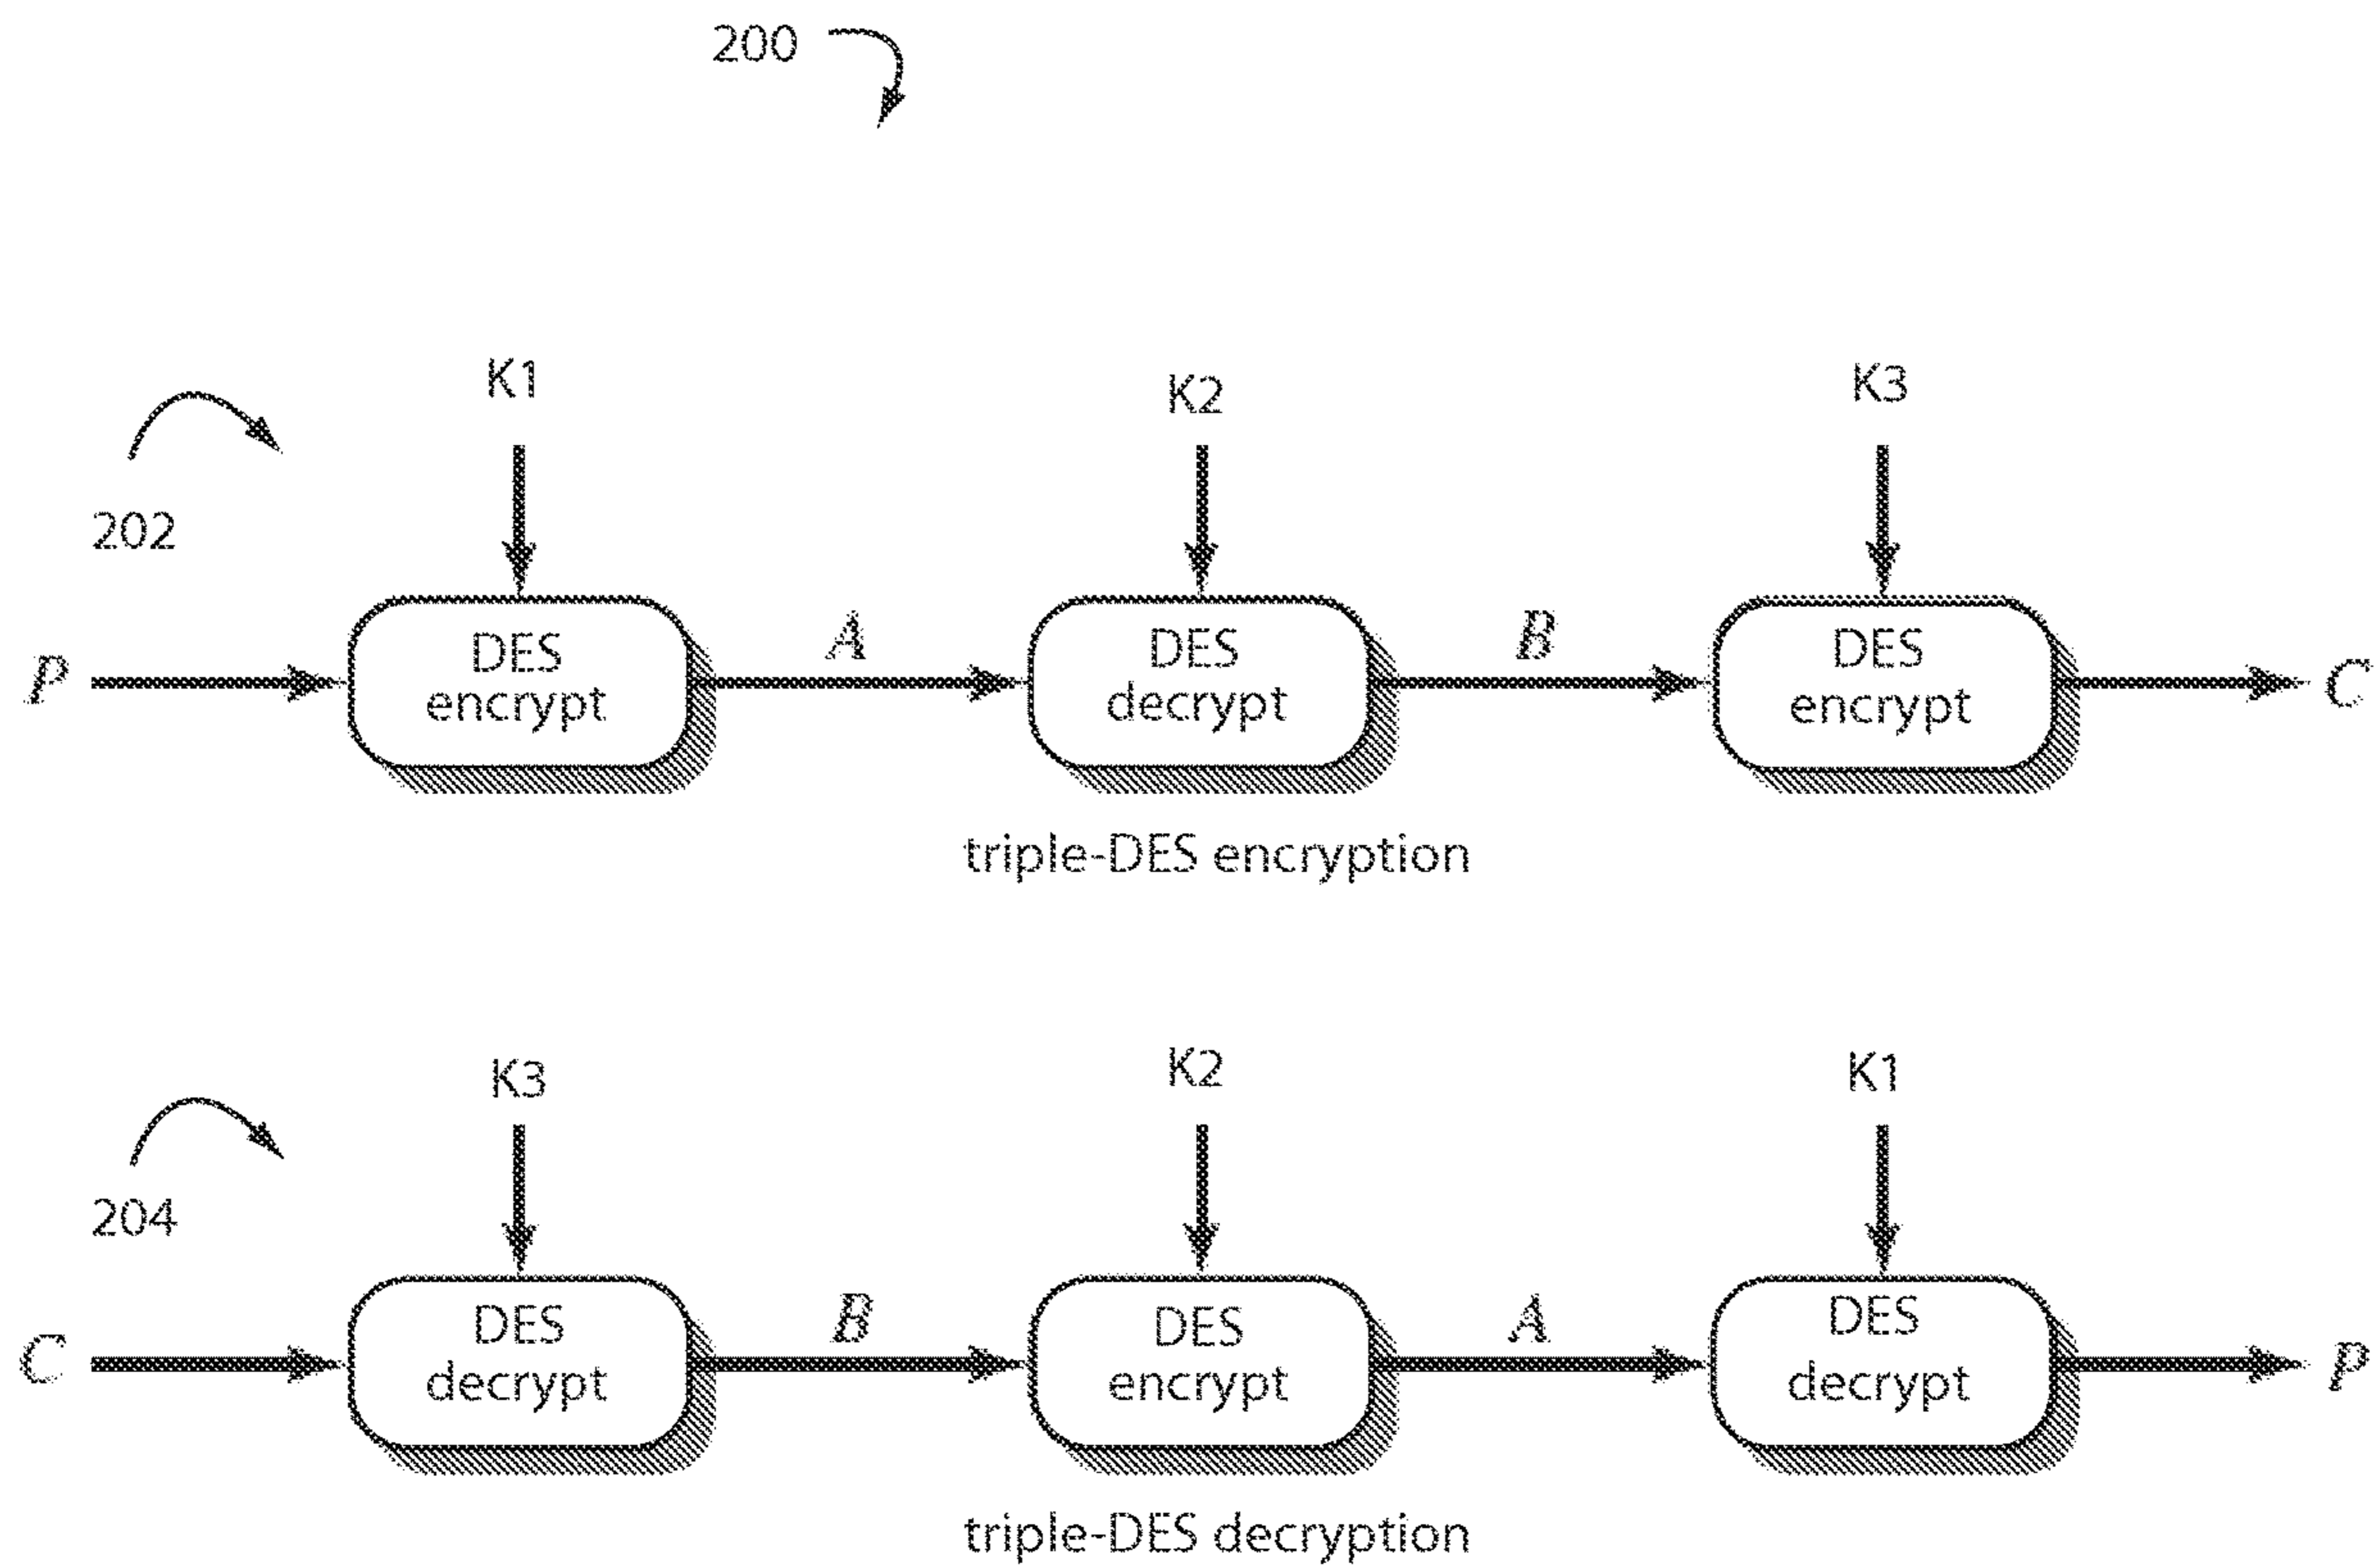 200
202
K1
K2
K3
P
DES
encrypt
A
DES
decrypt
B
DES
encrypt
C
triple-DES encryption
204
K3
K2
K1
C
DES
decrypt
B
DES
encrypt
A
DES
decrypt
P
triple-DES decryption